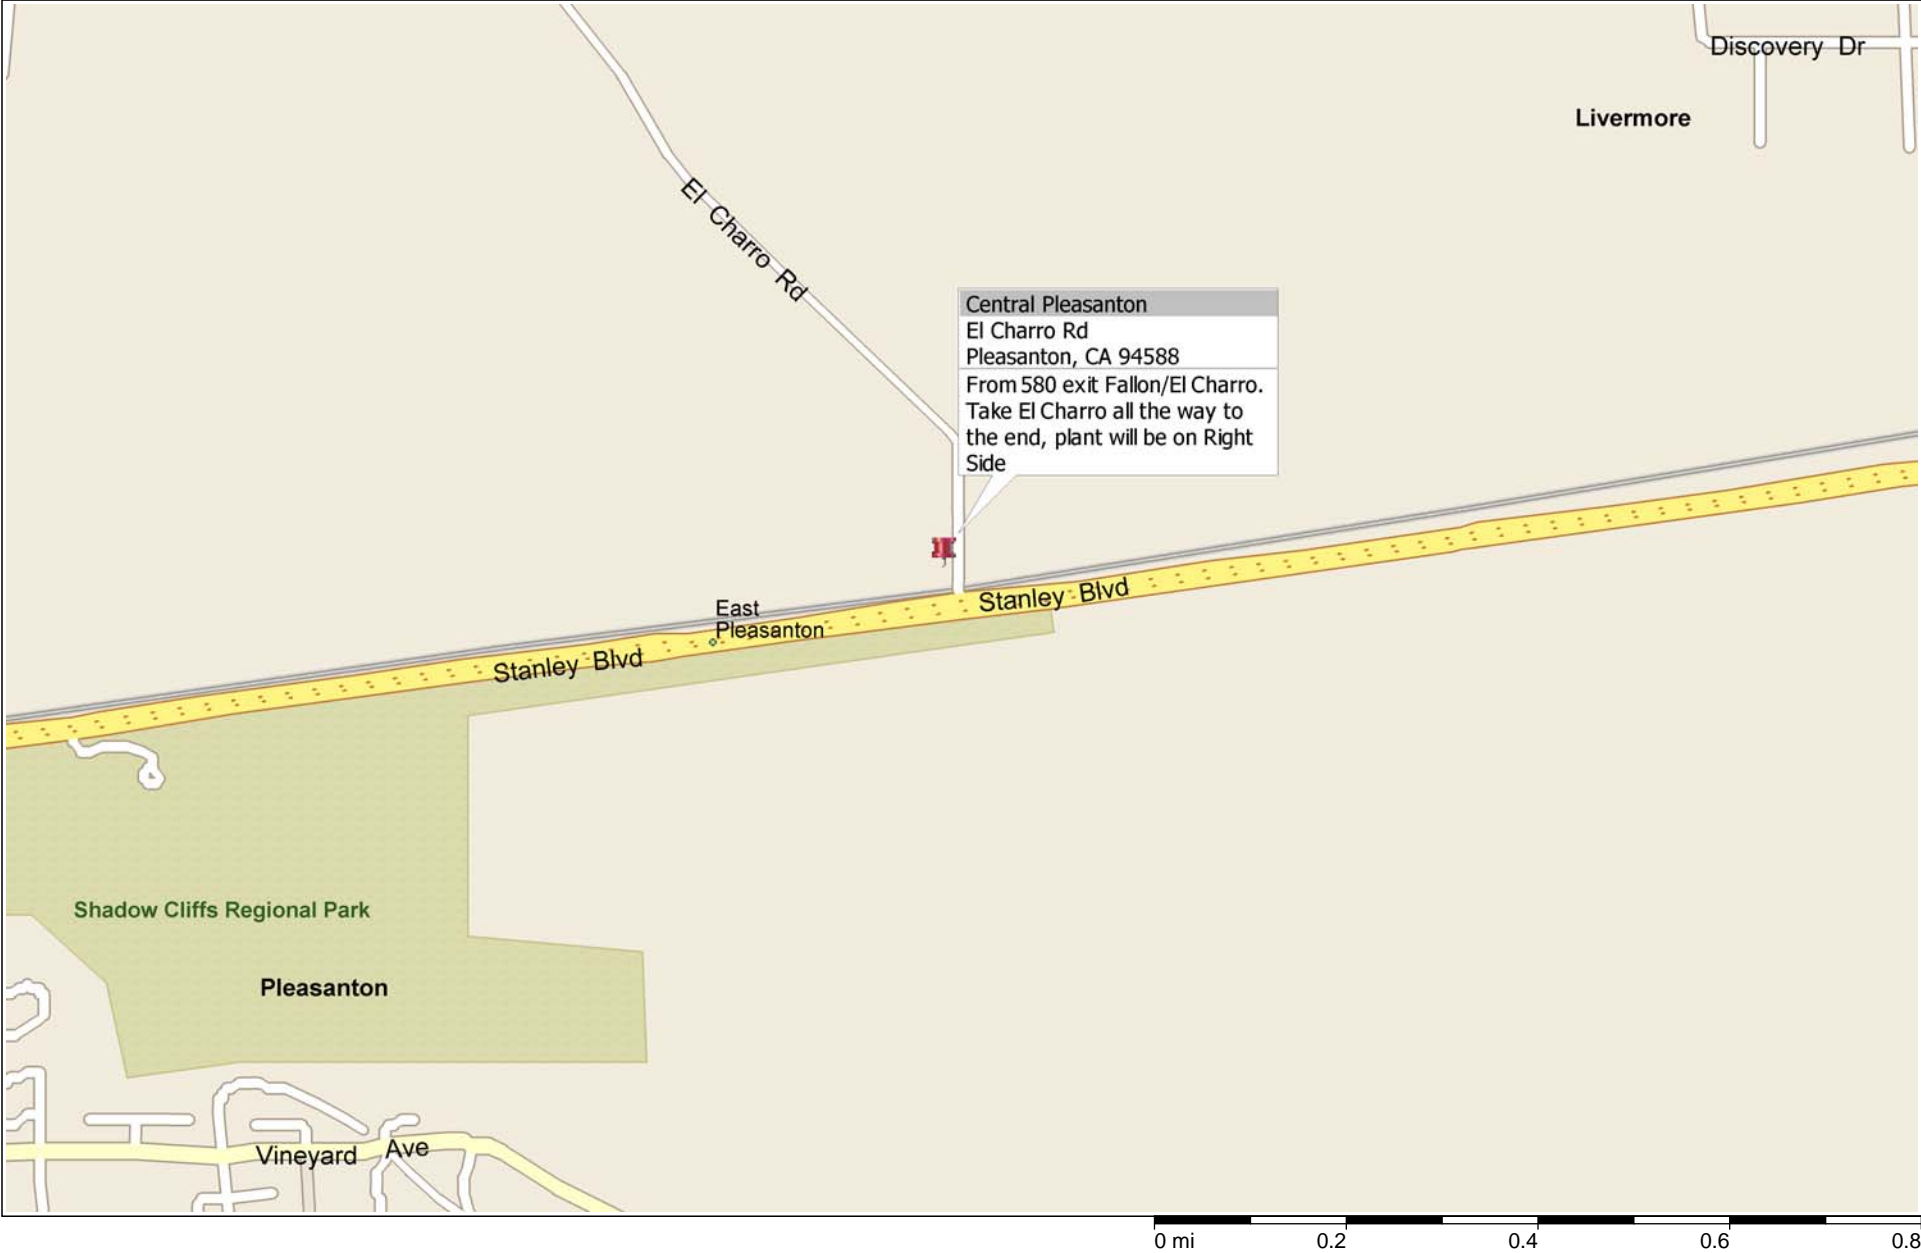 Discovery Dr
Livermore
El Charro Rd
Central Pleasanton
El Charro Rd
Pleasanton, CA 94588
From 580 exit Fallon/El Charro.
Take El Charro all the way to
the end, plant will be on Right
Side
East
Pleasanton
Stanley Blvd
Stanley Blvd
Shadow Cliffs Regional Park
Pleasanton
Vineyard Ave
0 mi 0.2 0.4 0.6 0.8